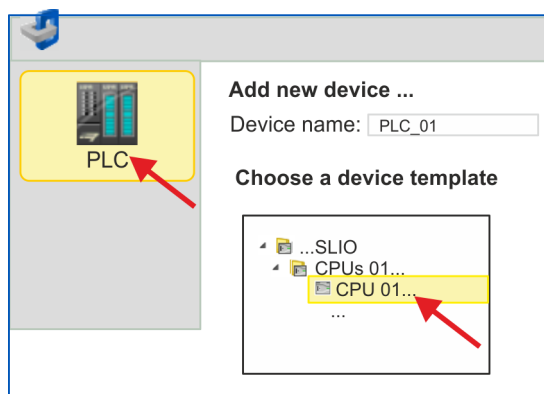 PLC
Add new device ...
Device name: PLC_01
Choose a device template
...SLIO
CPUs 01...
CPU 01...
...